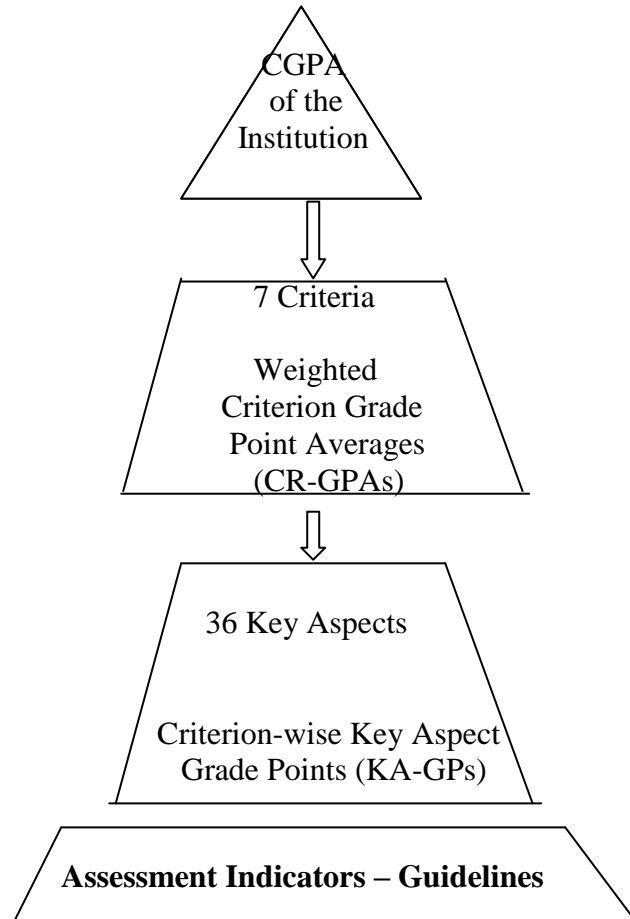 CGPA
of the
Institution
7 Criteria
Weighted
Criterion Grade
Point Averages
(CR-GPAs)
36 Key Aspects
Criterion-wise Key Aspect
Grade Points (KA-GPs)
Assessment Indicators – Guidelines